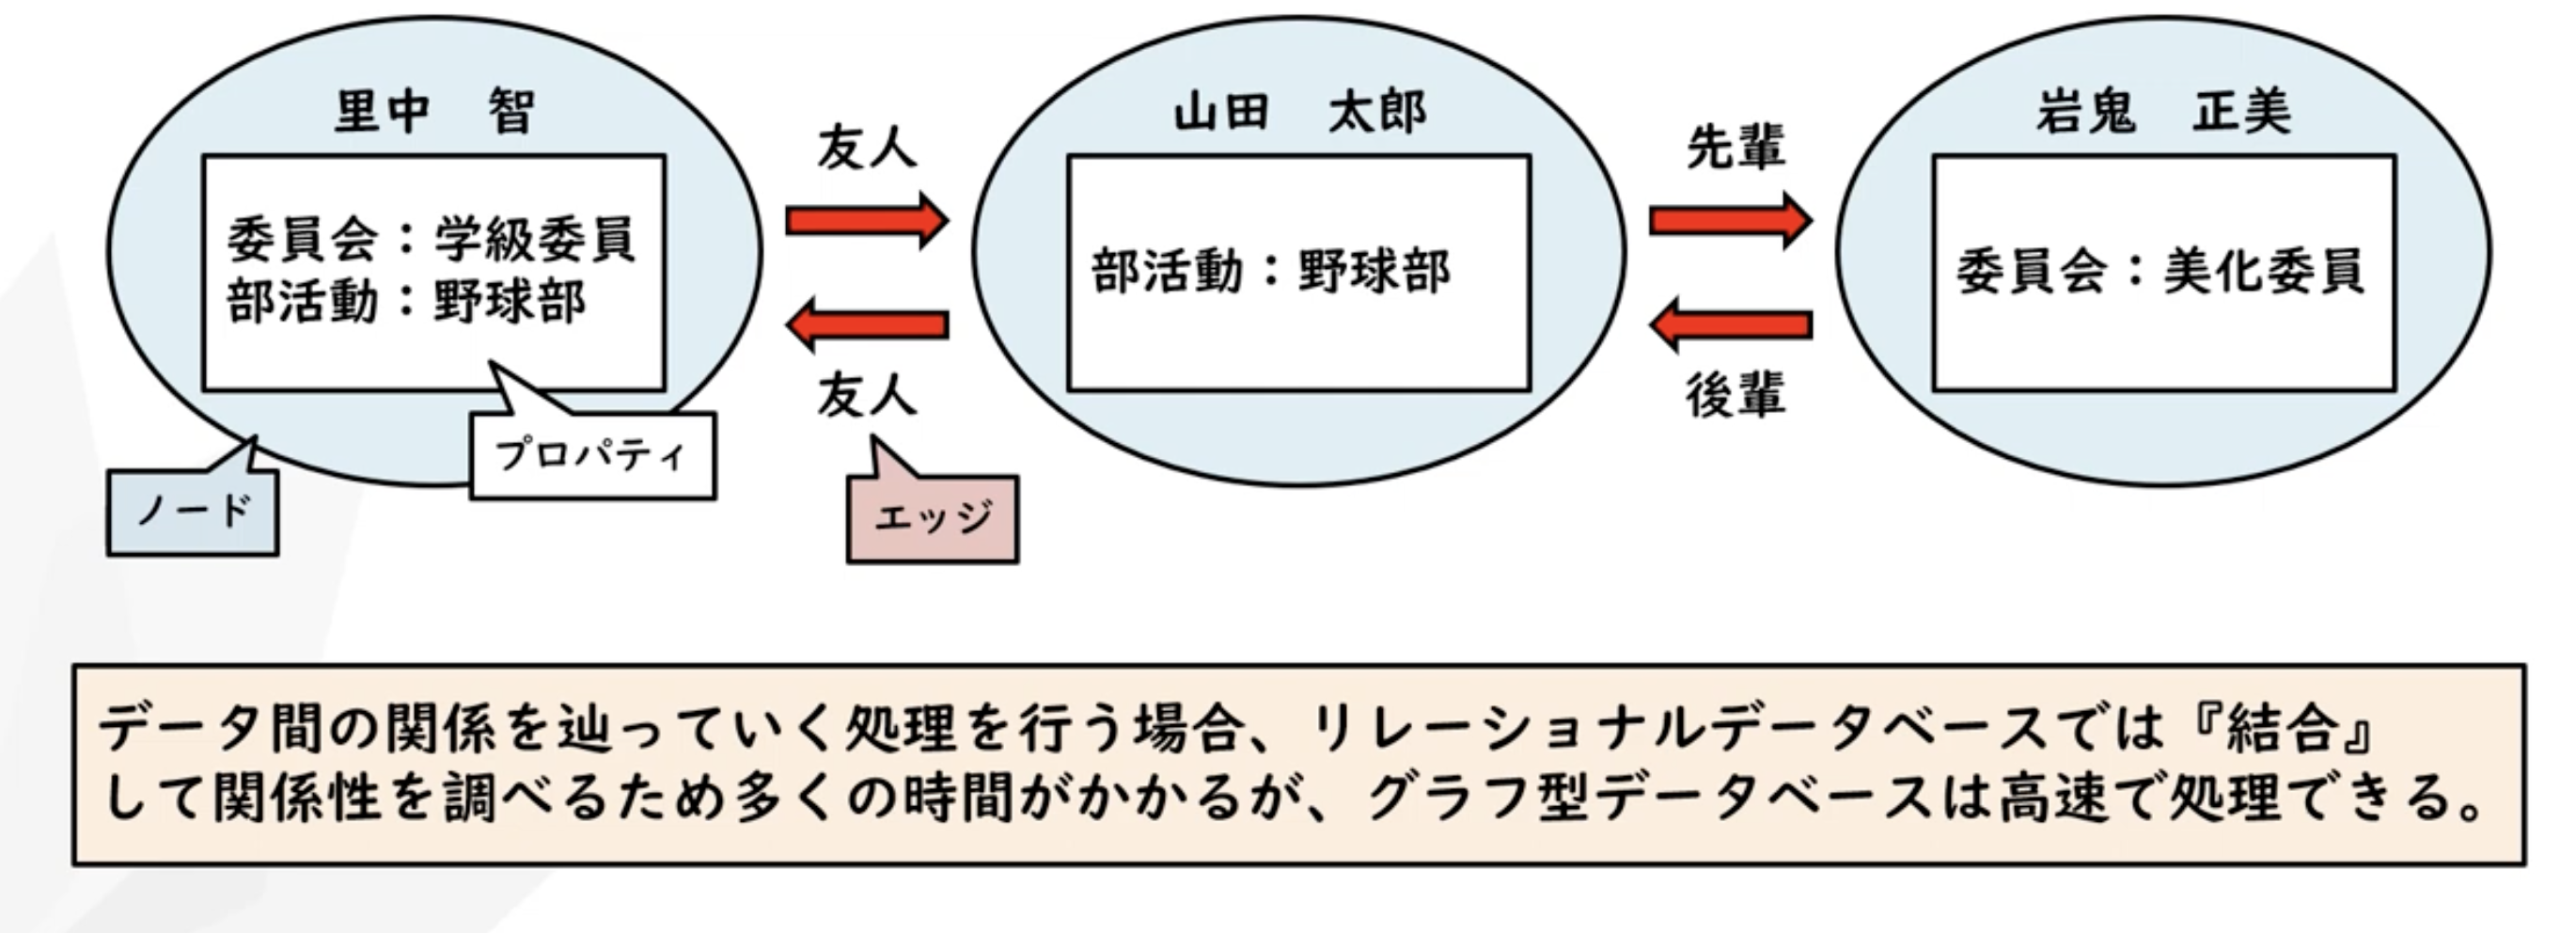 里中　智
委員会：学級委員
部活動：野球部
プロパティ
ノード
友人
友人
エッジ
山田　太郎
部活動：野球部
先輩
後輩
岩鬼　正美
委員会：美化委員
データ間の関係を辿っていく処理を行う場合、リレーショナルデータベースでは『結合』
して関係性を調べるため多くの時間がかかるが、グラフ型データベースは高速で処理できる。